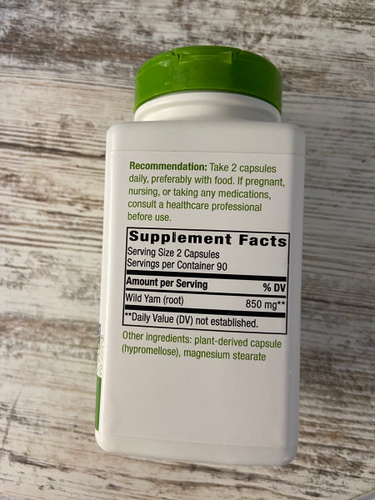 Recommendation: Take 2 capsules
daily, preferably with food. If pregnant,
nursing, or taking any medications,
consult a healthcare professional
before use.
Supplement Facts
Serving Size 2 Capsules
Servings per Container 90
Amount per Serving % DV
Wild Yam (root) 850 mg**
**Daily Value (DV) not established.
Other ingredients: plant-derived capsule
(hypromellose), magnesium stearate